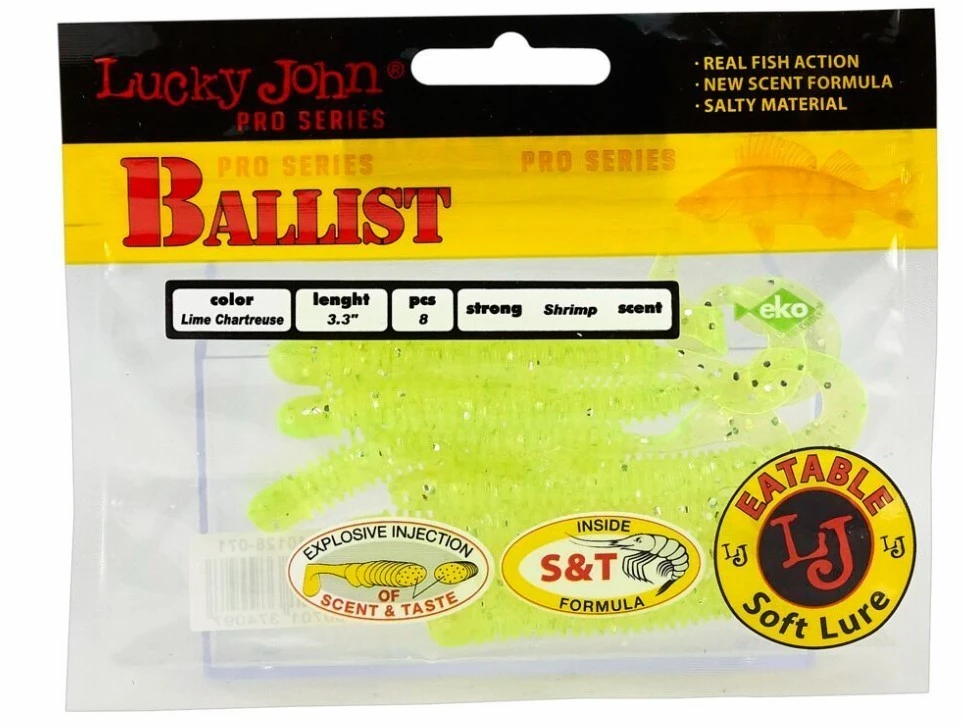 Lucky John®
PRO SERIES
· REAL FISH ACTION
· NEW SCENT FORMULA
· SALTY MATERIAL
PRO SERIES
PRO SERIES
BALLIST
color
Lime Chartreuse
lenght
3.3"
pcs
8
strong Shrimp scent
eko
EXPLOSIVE INJECTION
OF
SCENT & TASTE
INSIDE
S&T
FORMULA
EATABLE
LJ LJ LJ
Soft Lure